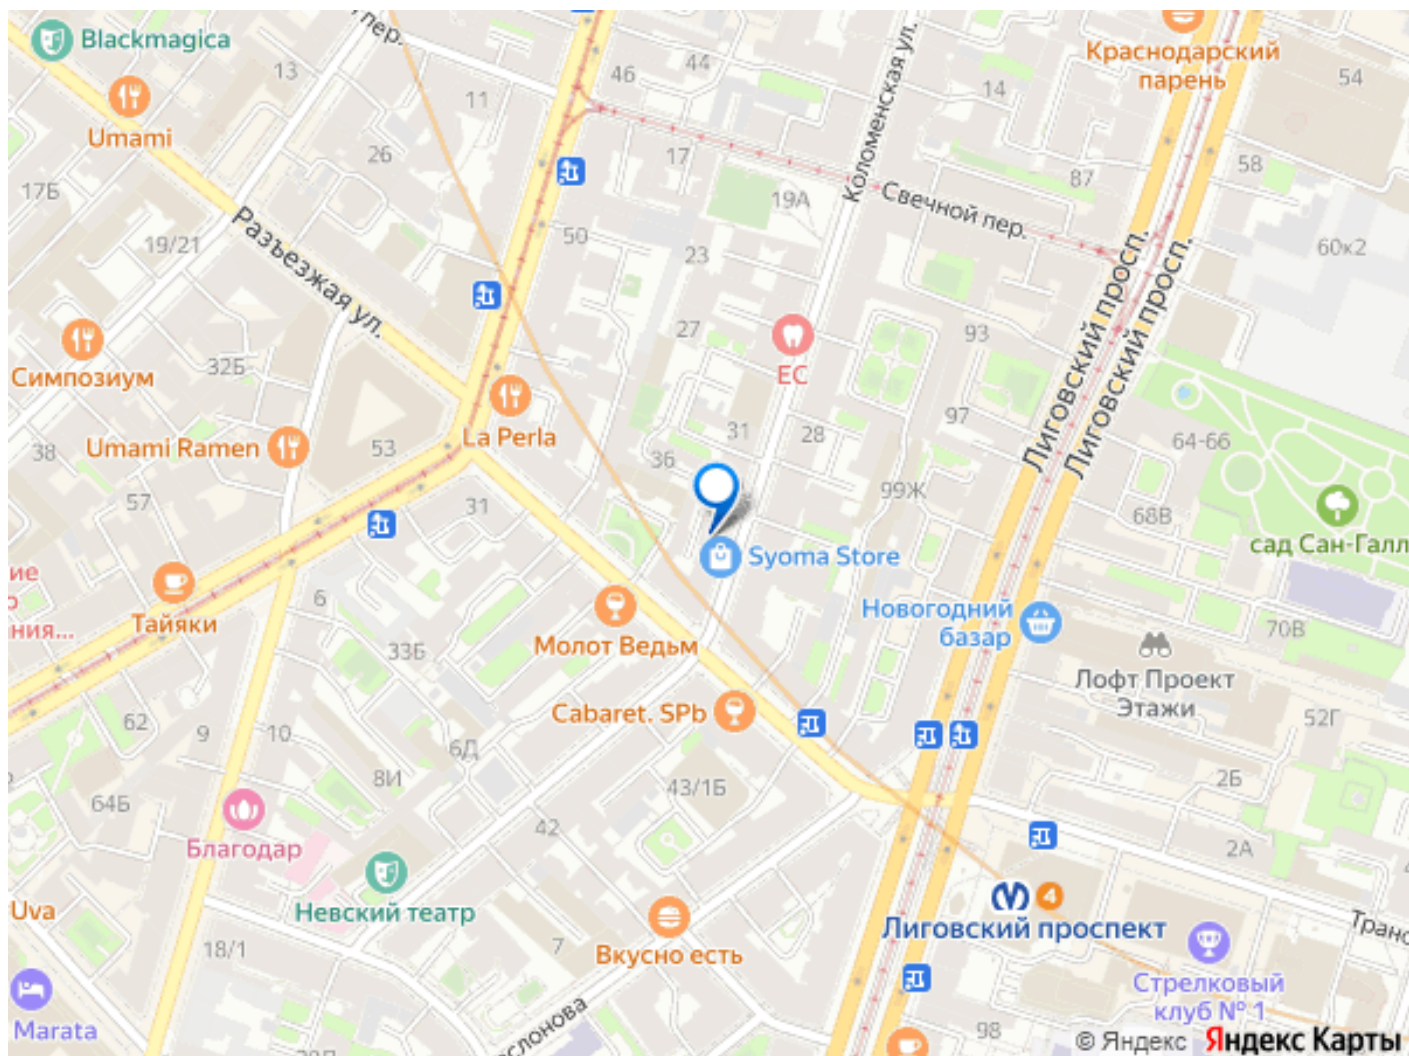 Blackmagica
пер.
Коломенская ул.
Краснодарский
парень
13
46
44
14
54
11
Umami
26
17
87
58
17Б
19А
Свечной пер.
Разъезжая ул.
19/21
50
23
60к2
Лиговский просп.
Лиговский просп.
27
93
Симпозиум
32Б
EC
La Perla
97
Umami Ramen
53
31
28
64-66
38
36
57
31
99Ж
68В
сад Сан-Галл
Syoma Store
ие
Тайяки
6
Новогодний
базар
ния...
33Б
Молот Ведьм
70В
Лофт Проект
Этажи
Cabaret. SPb
62
9
10
6Д
52Г
8И
43/1Б
2Б
64Б
42
Благодар
2А
Невский театр
4
Лиговский проспект
Uva
Транс
18/1
7
Вкусно есть
Стрелковый
клуб № 1
Marata
98
© Яндекс Яндекс Карты